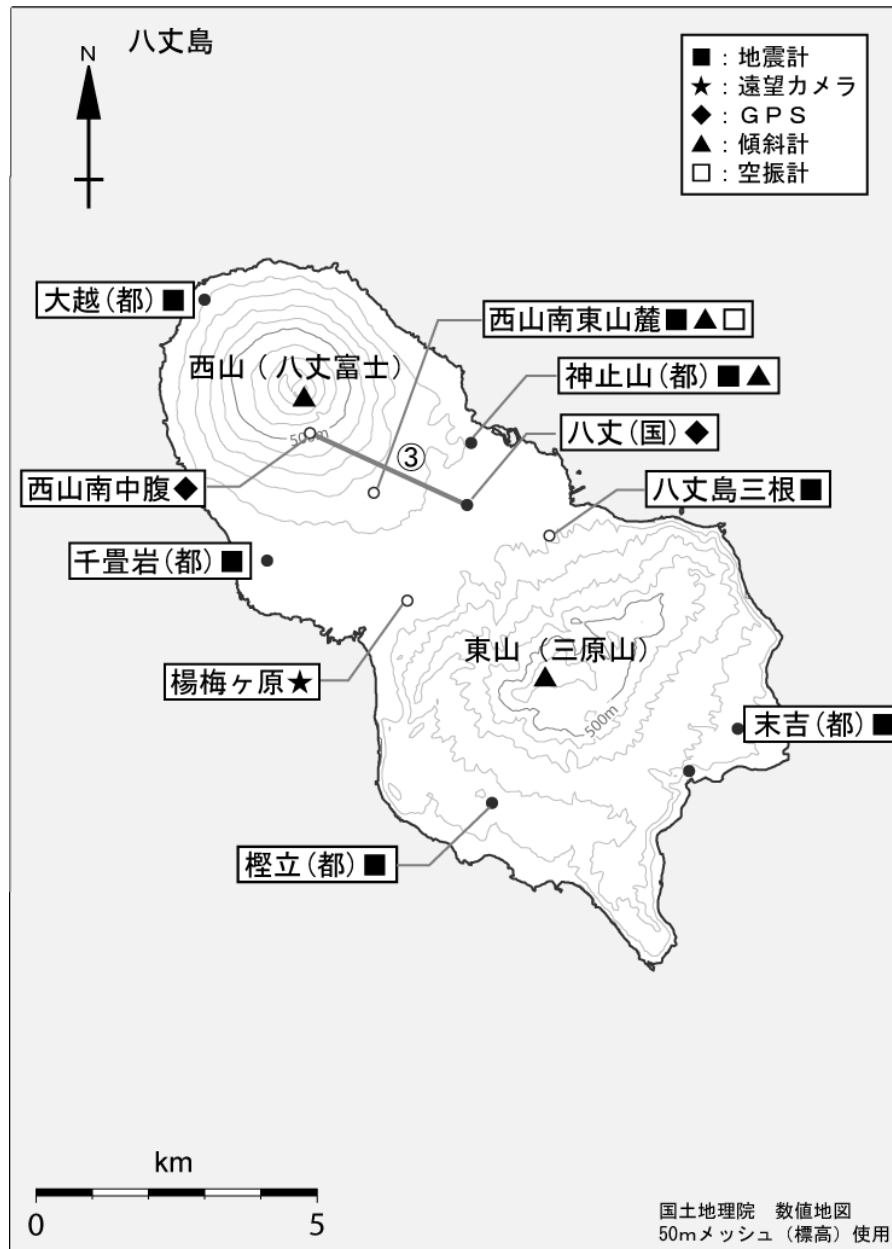 八丈島
N
■：地震計
★：遠望カメラ
◆：ＧＰＳ
▲：傾斜計
□：空振計
大越(都)■
西山南東山麓■▲□
西山（八丈富士）
神止山(都)■▲
八丈(国)◆
500m
③
西山南中腹◆
八丈島三根■
千畳岩(都)■
東山（三原山）
楊梅ヶ原★
500m
末吉(都)■
樫立(都)■
km
0 5
国土地理院　数値地図
50mメッシュ（標高）使用